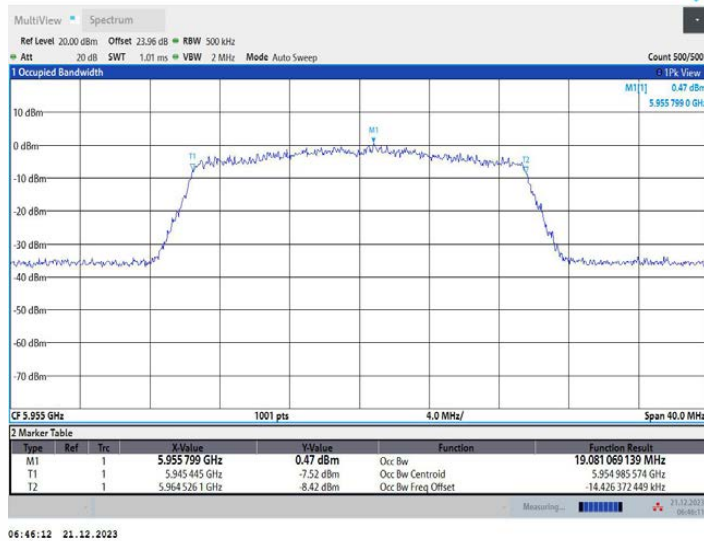 MultiView Spectrum
Ref Level 20.00 dBm Offset 23.96 dB RBW 500 kHz
Att 20 dB SWT 1.01 ms VBW 2 MHz Mode Auto Sweep Count 500/500
1 Occupied Bandwidth 1Pk View
M1[1] 0.47 dBm
5.955 799 0 GHz
10 dBm
M1
0 dBm
T1 T2
-10 dBm
-20 dBm
-30 dBm
-40 dBm
-50 dBm
-60 dBm
-70 dBm
CF 5.955 GHz 1001 pts 4.0 MHz/ Span 40.0 MHz
2 Marker Table
Type Ref Trc X-Value Y-Value Function Function Result
M1 1 5.955 799 GHz 0.47 dBm Occ Bw 19.081 069 139 MHz
T1 1 5.945 445 GHz -7.52 dBm Occ Bw Centroid 5.954 985 574 GHz
T2 1 5.964 526 1 GHz -8.42 dBm Occ Bw Freq Offset -14.426 372 449 kHz
Measuring... 21.12.2023
06:46:11
06:46:12 21.12.2023